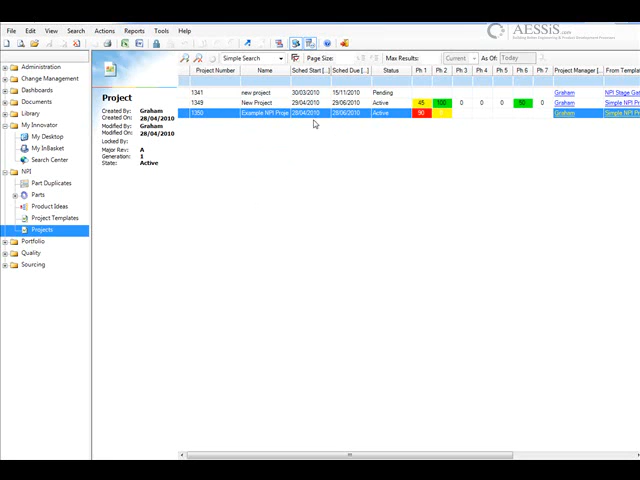 File Edit View Search Actions Reports Tools Help
AESSIS.com
Simple Search Page Size: Max Results: Current As Of: Today
Administration
Change Management
Dashboards
Documents
Library
My Innovator
My Desktop
My InBasket
Search Center
NPI
Part Duplicates
Parts
Product Ideas
Project Templates
Projects
Portfolio
Quality
Sourcing
Project
Created By: Graham
Created On: 28/04/2010
Modified By: Graham
Modified On: 28/04/2010
Locked By:
Major Rev: A
Generation: 1
State: Active
Project Number Name Sched Start [...] Sched Due [...] Status Ph 1 Ph 2 Ph 3 Ph 4 Ph 5 Ph 6 Ph 7 Project Manager [... From Templ
1341 new project 30/03/2010 15/11/2010 Pending Graham NPI Stage Gat
1349 New Project 29/04/2010 29/06/2010 Active 45 100 0 0 0 50 0 Graham Simple NPI Pr
1350 Example NPI Proje 28/04/2010 28/06/2010 Active 90 Graham Simple NPI Pr